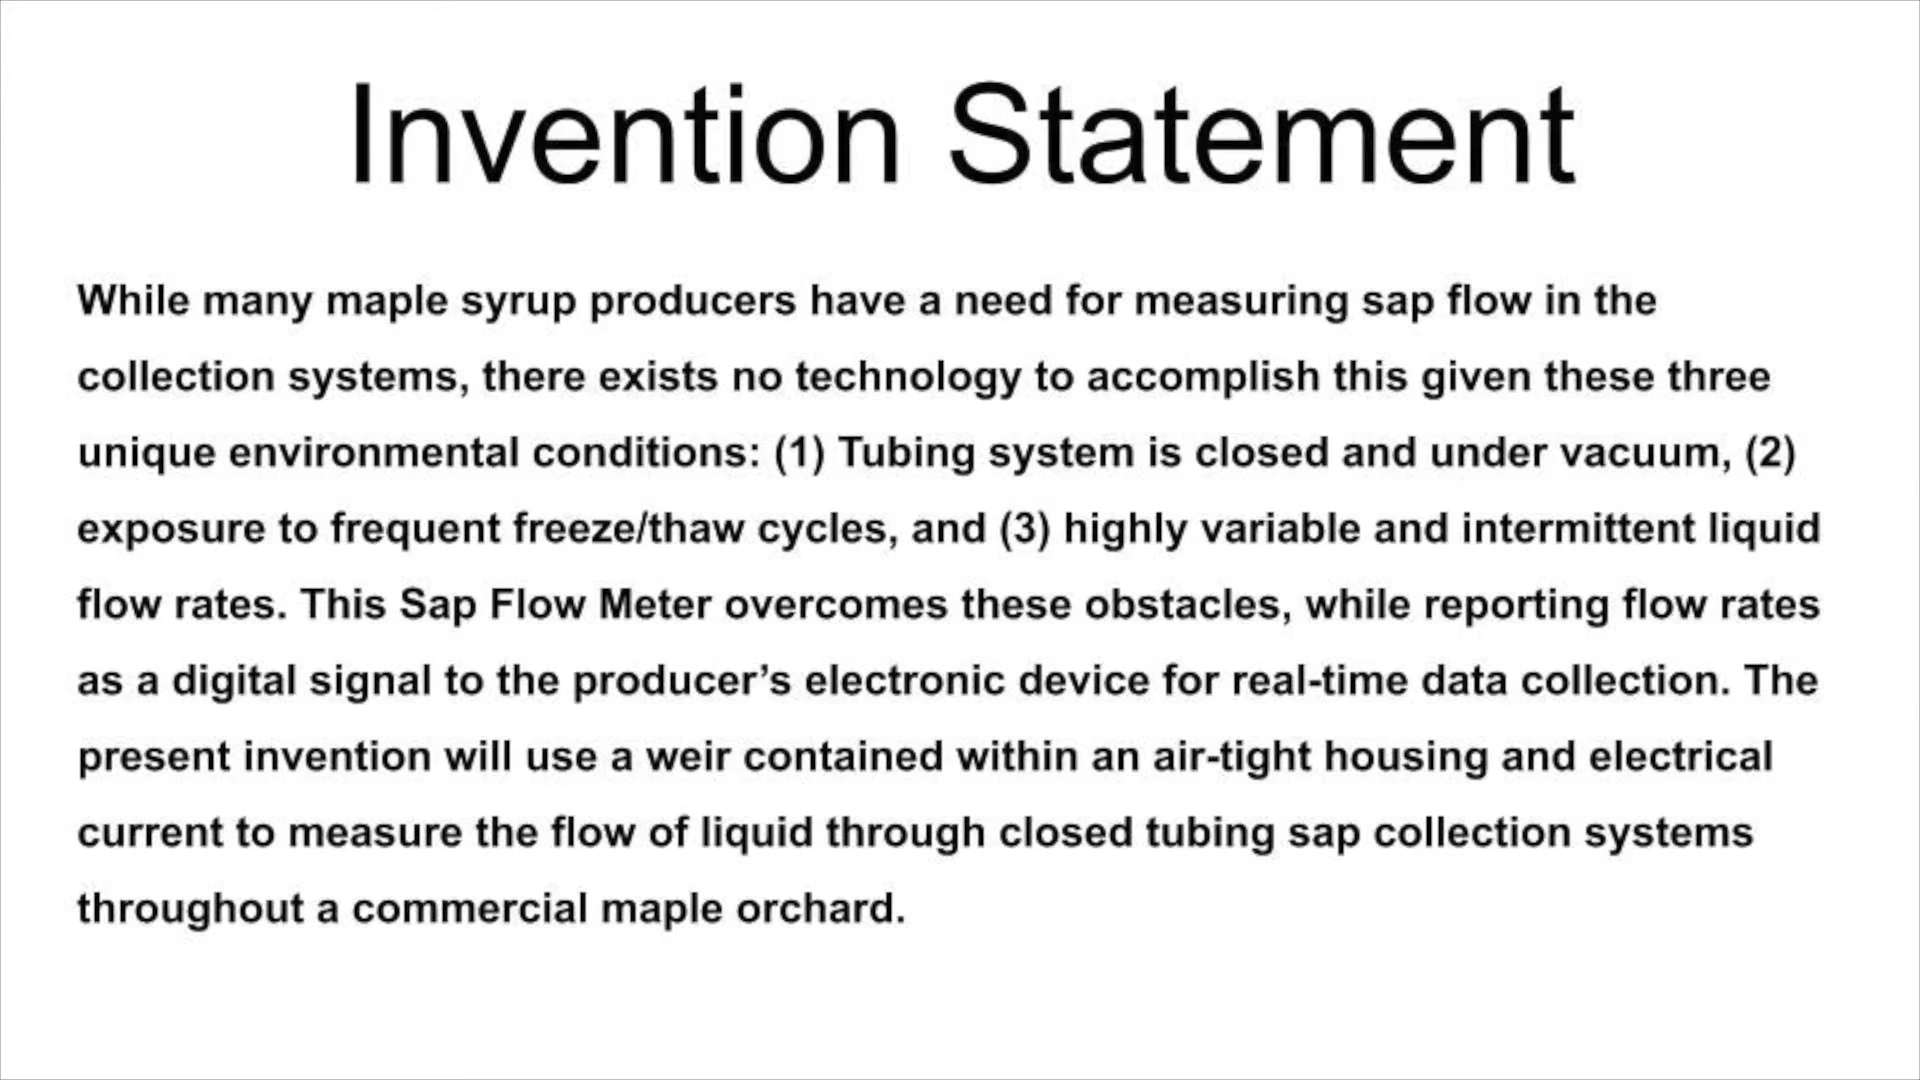 Invention Statement
While many maple syrup producers have a need for measuring sap flow in the
collection systems, there exists no technology to accomplish this given these three
unique environmental conditions: (1) Tubing system is closed and under vacuum, (2)
exposure to frequent freeze/thaw cycles, and (3) highly variable and intermittent liquid
flow rates. This Sap Flow Meter overcomes these obstacles, while reporting flow rates
as a digital signal to the producer’s electronic device for real-time data collection. The
present invention will use a weir contained within an air-tight housing and electrical
current to measure the flow of liquid through closed tubing sap collection systems
throughout a commercial maple orchard.